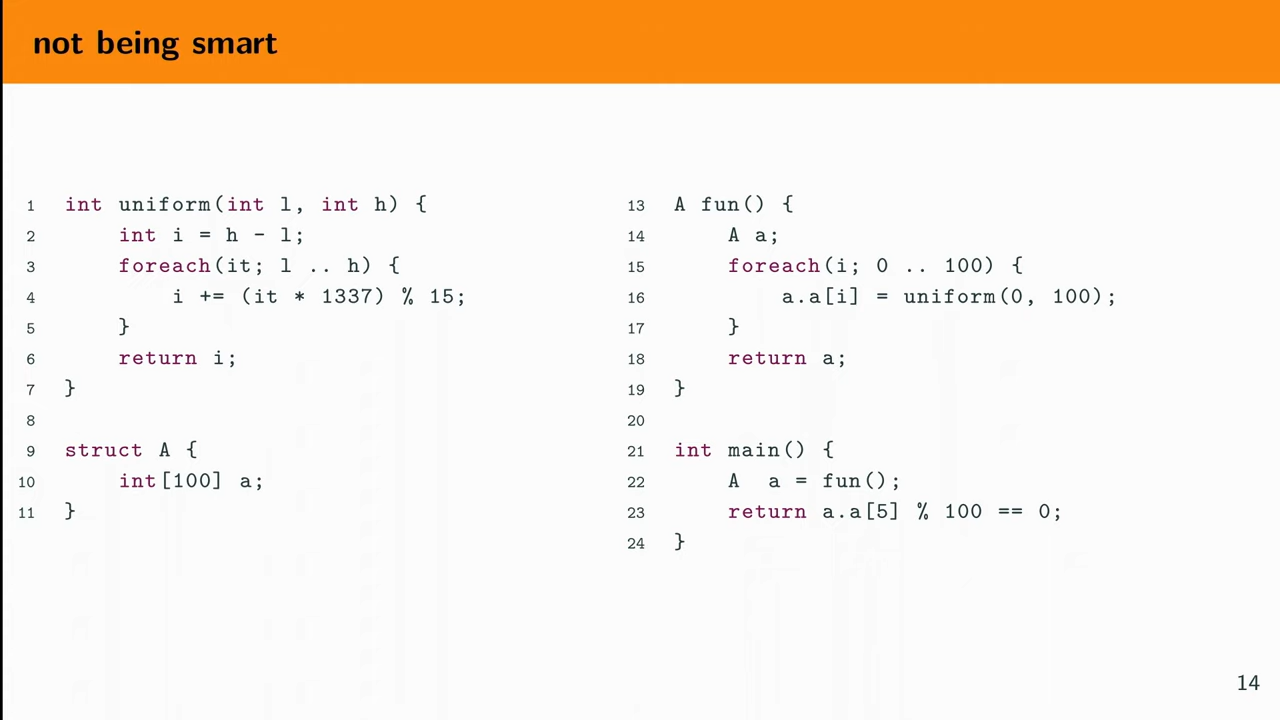 not being smart
1 int uniform(int l, int h) {
2     int i = h - l;
3     foreach(it; l .. h) {
4         i += (it * 1337) % 15;
5     }
6     return i;
7 }
8
9 struct A {
10     int[100] a;
11 }
13 A fun() {
14     A a;
15     foreach(i; 0 .. 100) {
16         a.a[i] = uniform(0, 100);
17     }
18     return a;
19 }
20
21 int main() {
22     A  a = fun();
23     return a.a[5] % 100 == 0;
24 }
14